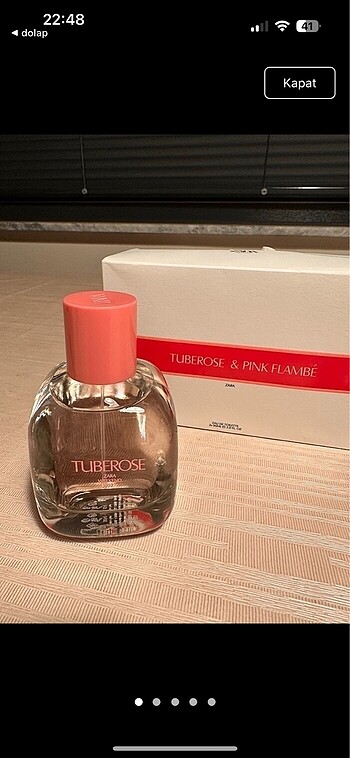 22:48
41
◀ dolap
Kapat
TUBEROSE & PINK FLAMBÉ
ZARA
TUBEROSE
ZARA